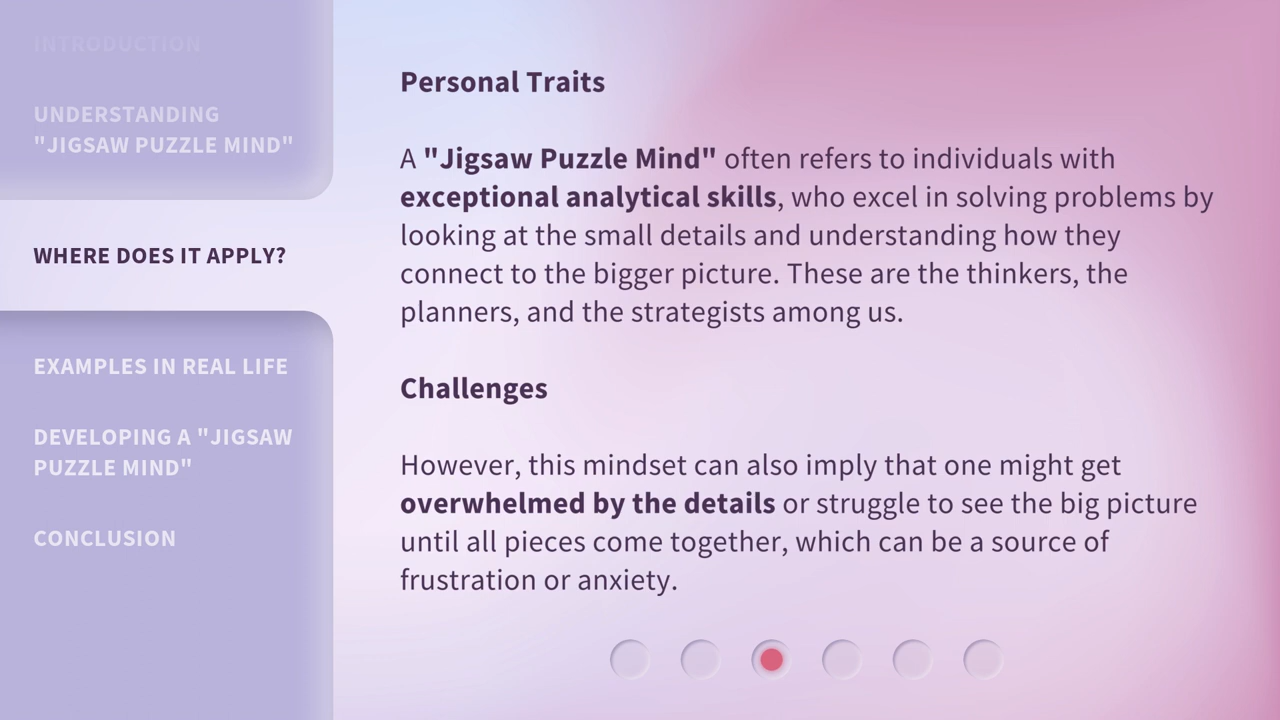 INTRODUCTION
UNDERSTANDING
"JIGSAW PUZZLE MIND"
WHERE DOES IT APPLY?
EXAMPLES IN REAL LIFE
DEVELOPING A "JIGSAW
PUZZLE MIND"
CONCLUSION
Personal Traits
A "Jigsaw Puzzle Mind" often refers to individuals with
exceptional analytical skills, who excel in solving problems by
looking at the small details and understanding how they
connect to the bigger picture. These are the thinkers, the
planners, and the strategists among us.
Challenges
However, this mindset can also imply that one might get
overwhelmed by the details or struggle to see the big picture
until all pieces come together, which can be a source of
frustration or anxiety.